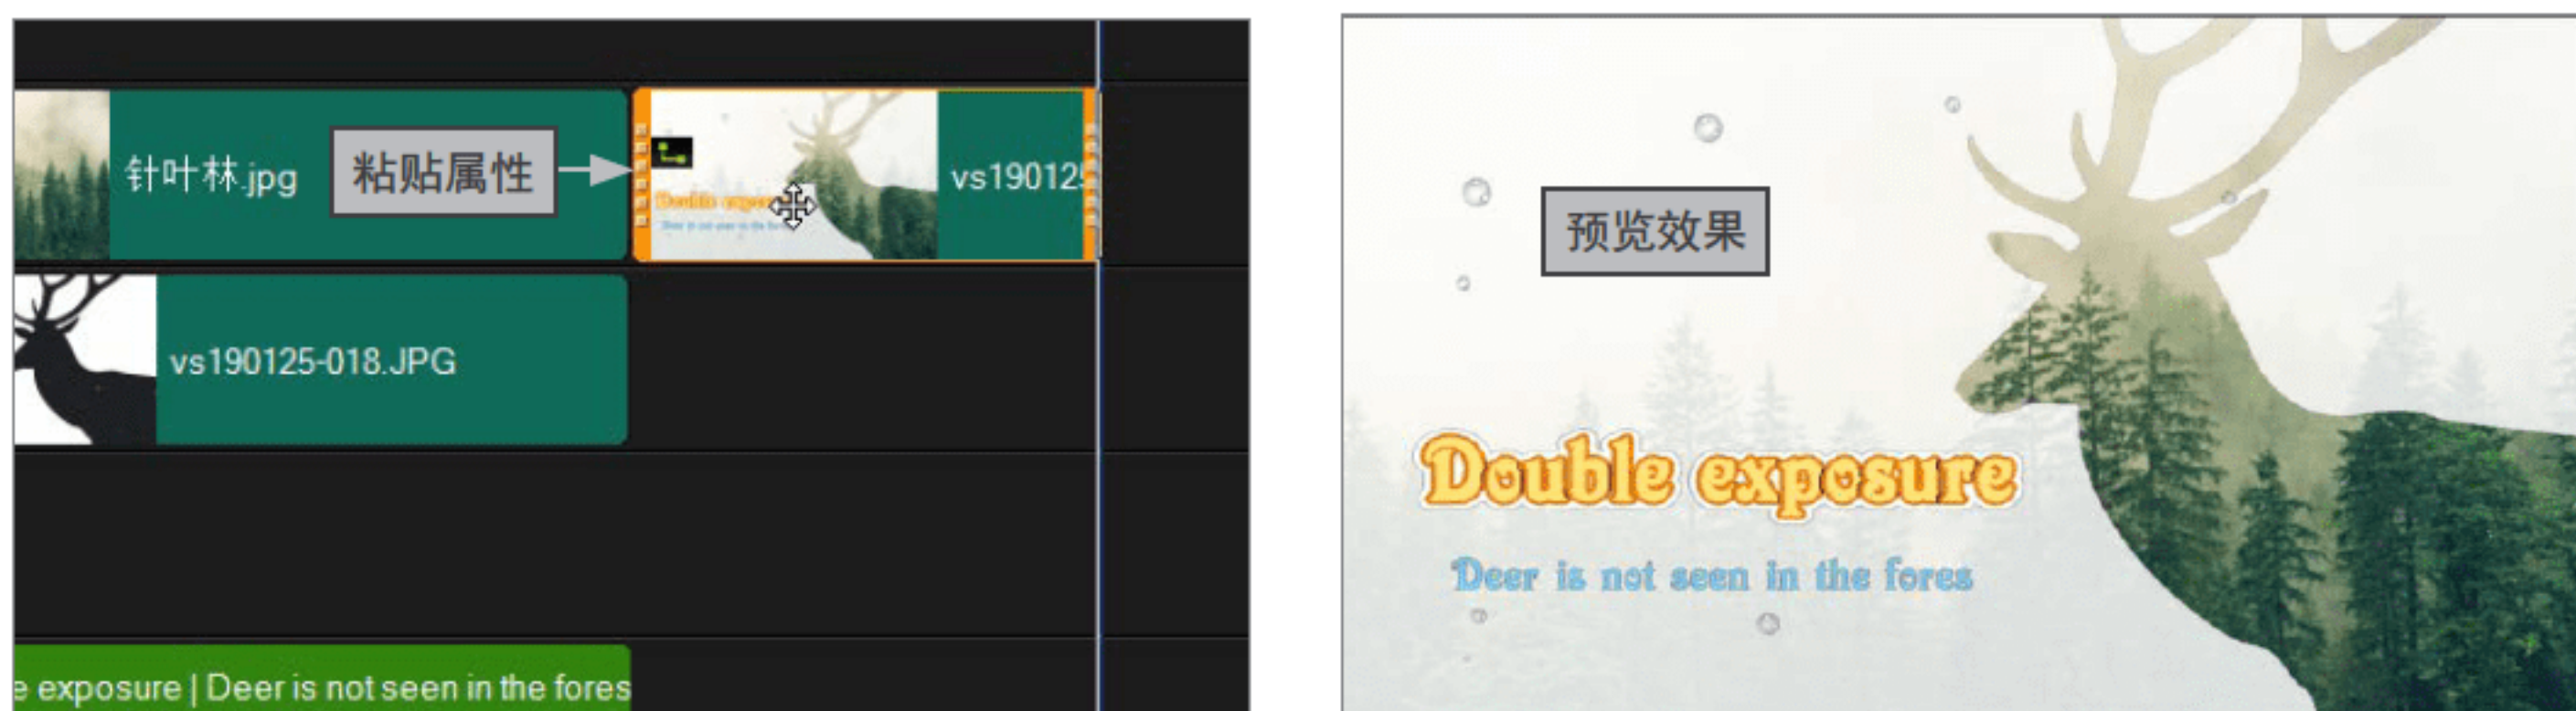 针叶林.jpg
粘贴属性
vs190125
vs190125-018.JPG
e exposure | Deer is not seen in the fores
预览效果
Double exposure
Deer is not seen in the fores